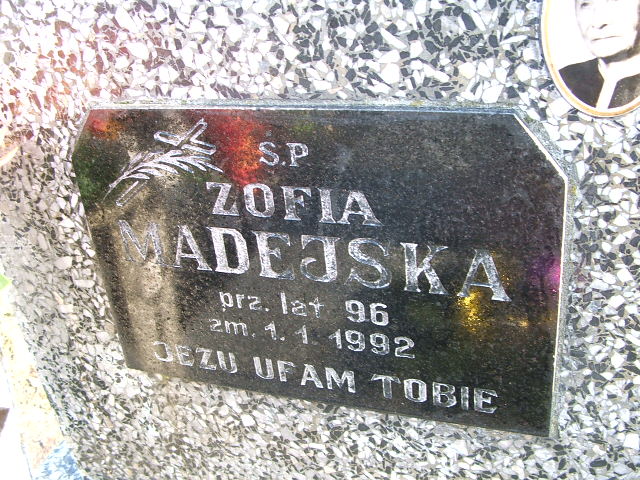 Ś.P
ZOFIA
MADEJSKA
prz. lat 96
zm. 1. 1. 1992
JEZU UFAM TOBIE